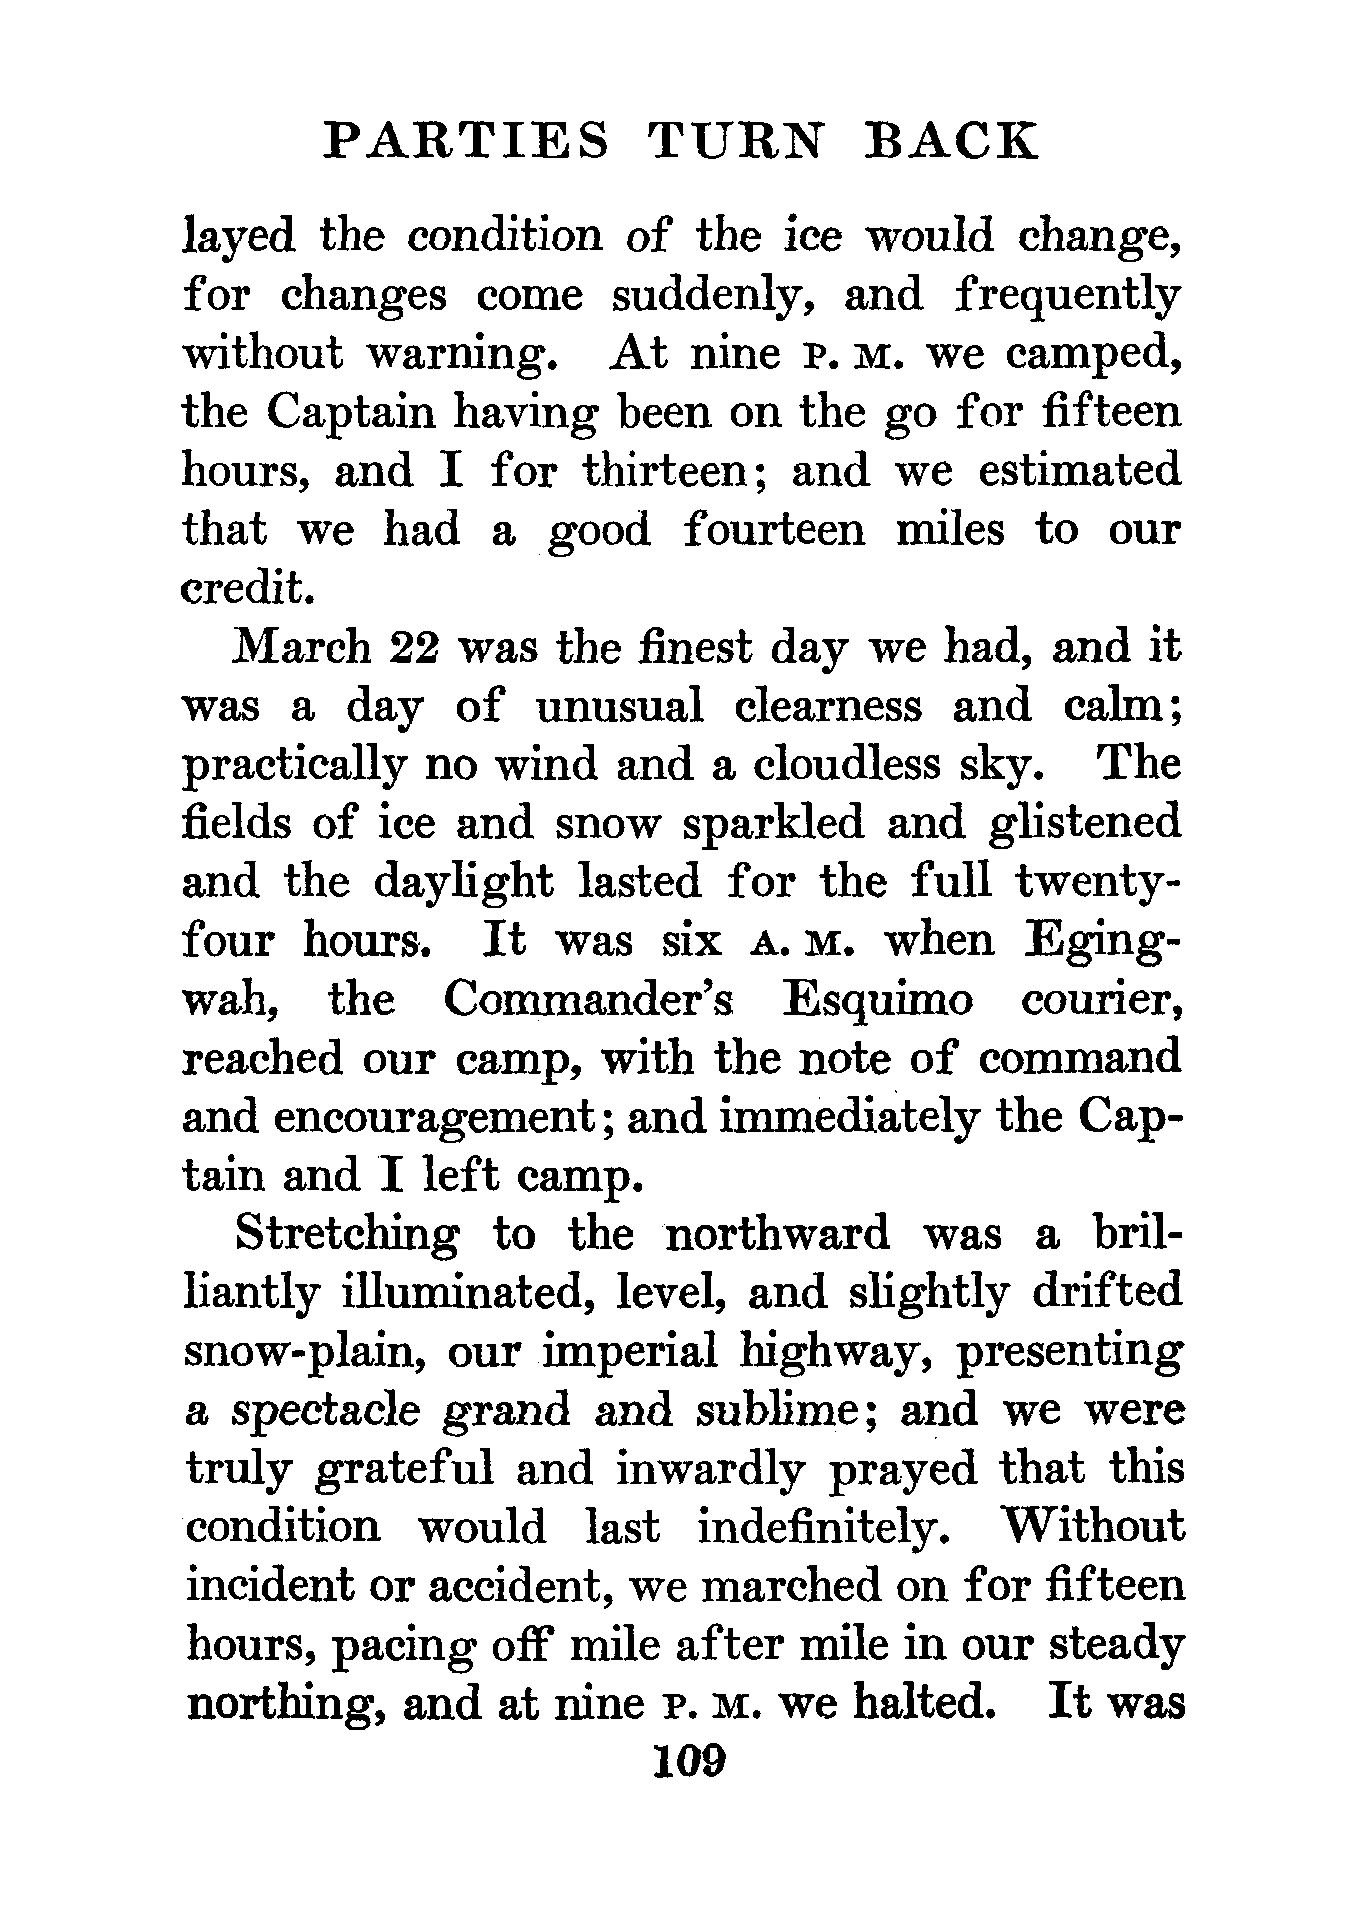 PARTIES TURN BACK
layed the condition of the ice would change,
for changes come suddenly, and frequently
without warning. At nine P. M. we camped,
the Captain having been on the go for fifteen
hours, and I for thirteen; and we estimated
that we had a good fourteen miles to our
credit.
March 22 was the finest day we had, and it
was a day of unusual clearness and calm;
practically no wind and a cloudless sky. The
fields of ice and snow sparkled and glistened
and the daylight lasted for the full twenty-
four hours. It was six A. M. when Eging-
wah, the Commander's Esquimo courier,
reached our camp, with the note of command
and encouragement; and immediately the Cap-
tain and I left camp.
Stretching to the northward was a bril-
liantly illuminated, level, and slightly drifted
snow-plain, our imperial highway, presenting
a spectacle grand and sublime; and we were
truly grateful and inwardly prayed that this
condition would last indefinitely. Without
incident or accident, we marched on for fifteen
hours, pacing off mile after mile in our steady
northing, and at nine P. M. we halted. It was
109